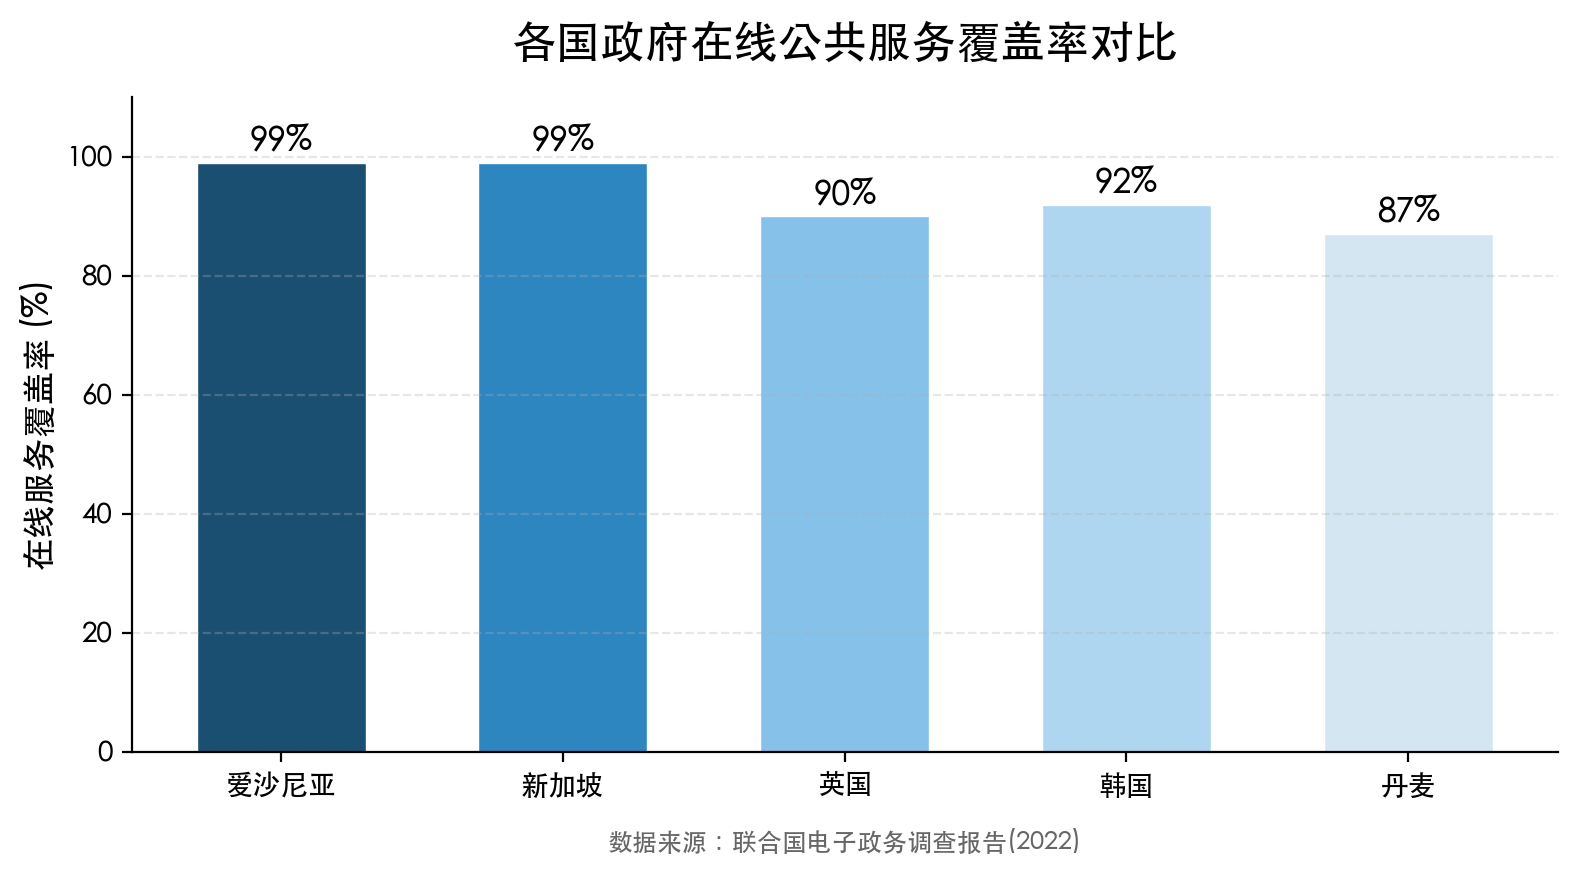 各国政府在线公共服务覆盖率对比
在线服务覆盖率 (%)
100
80
60
40
20
0
99%
99%
90%
92%
87%
爱沙尼亚
新加坡
英国
韩国
丹麦
数据来源：联合国电子政务调查报告(2022)